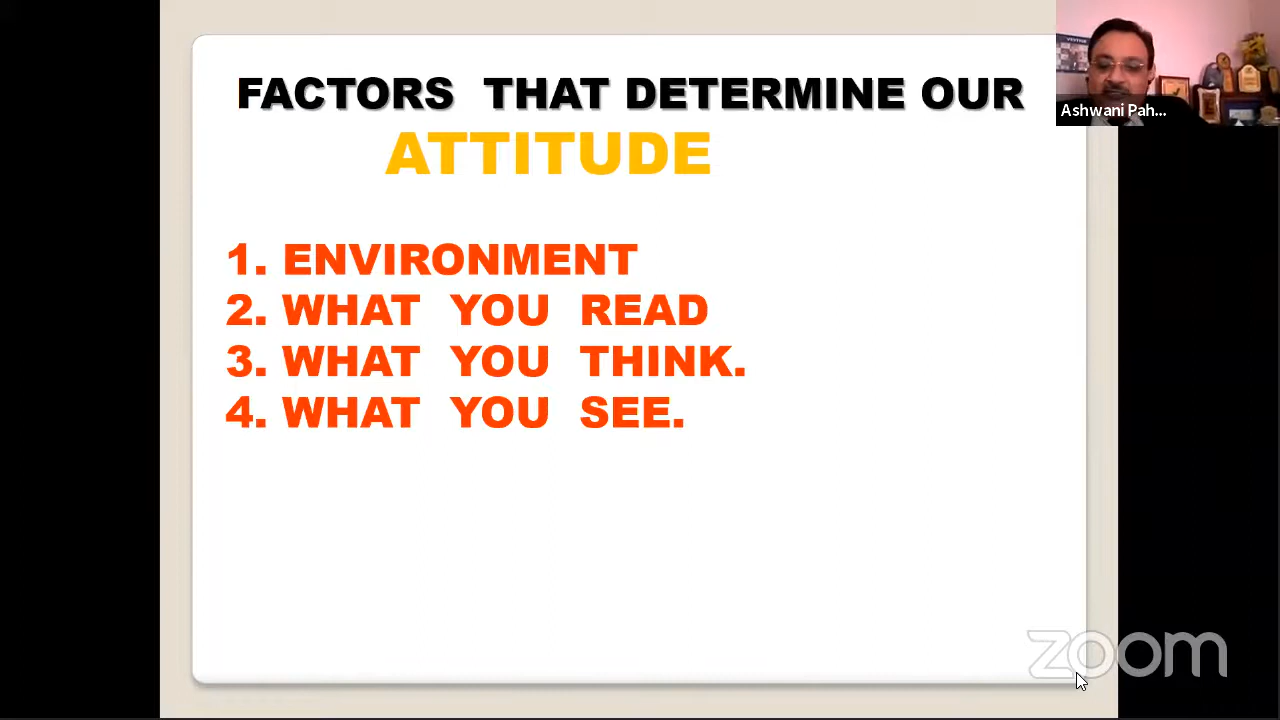 FACTORS THAT DETERMINE OUR
ATTITUDE
1. ENVIRONMENT
2. WHAT YOU READ
3. WHAT YOU THINK.
4. WHAT YOU SEE.
Ashwani Pah...
zoom